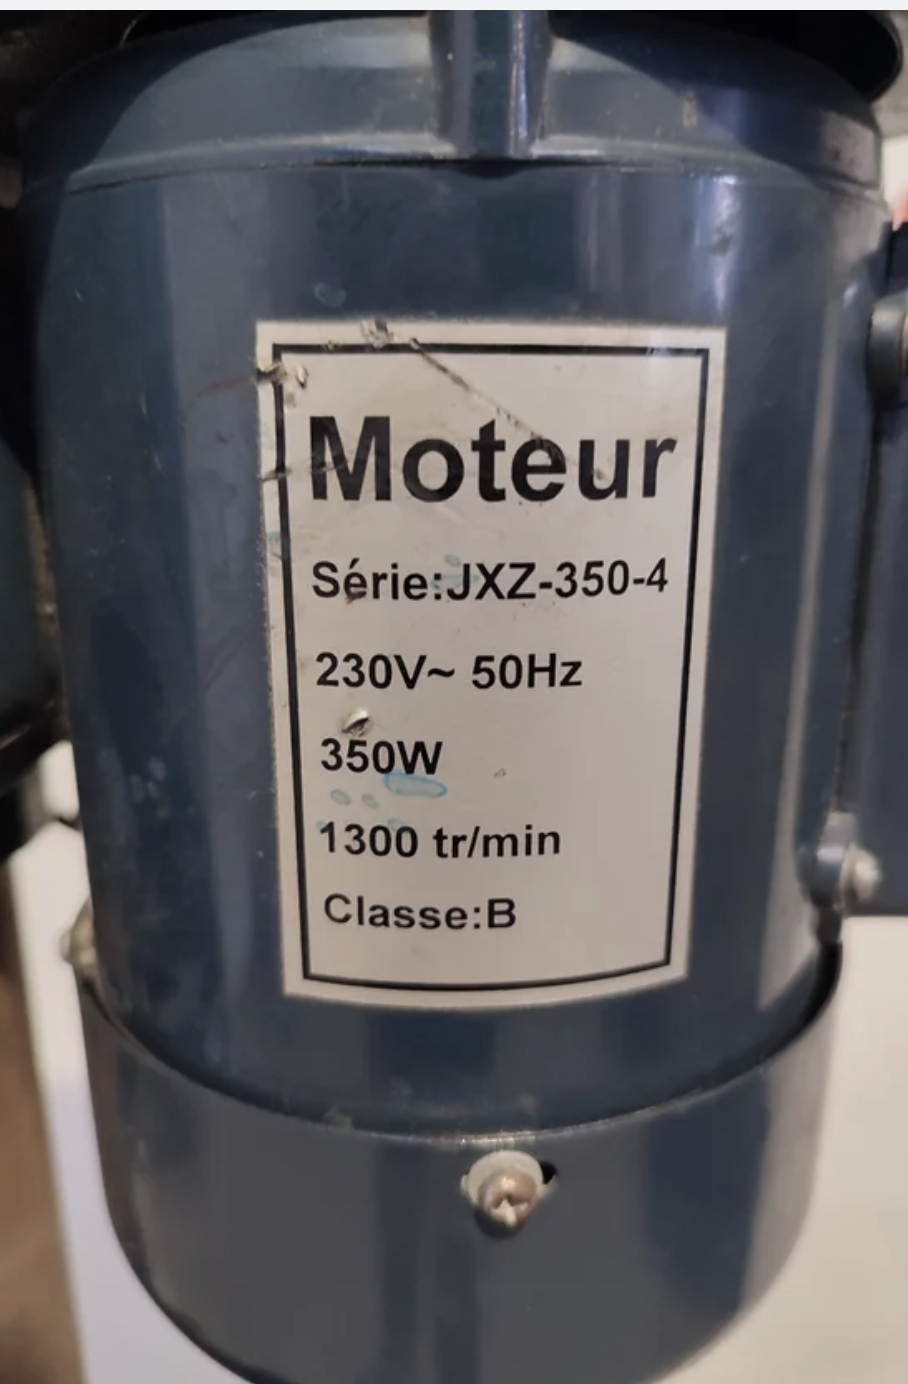 Moteur
Série:JXZ-350-4
230V~ 50Hz
350W
1300 tr/min
Classe:B